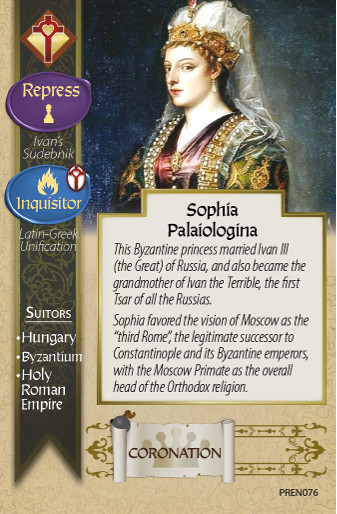 Repress
Ivan's
Sudebnik
Inquisitor
Latin-Greek
Unification
Suitors
•Hungary
•Byzantium
•Holy
Roman
Empire
Sophia
Palaiologina
This Byzantine princess married Ivan III
(the Great) of Russia, and also became the
grandmother of Ivan the Terrible, the first
Tsar of all the Russias.
Sophia favored the vision of Moscow as the
“third Rome”, the legitimate successor to
Constantinople and its Byzantine emperors,
with the Moscow Primate as the overall
head of the Orthodox religion.
CORONATION
PREN076